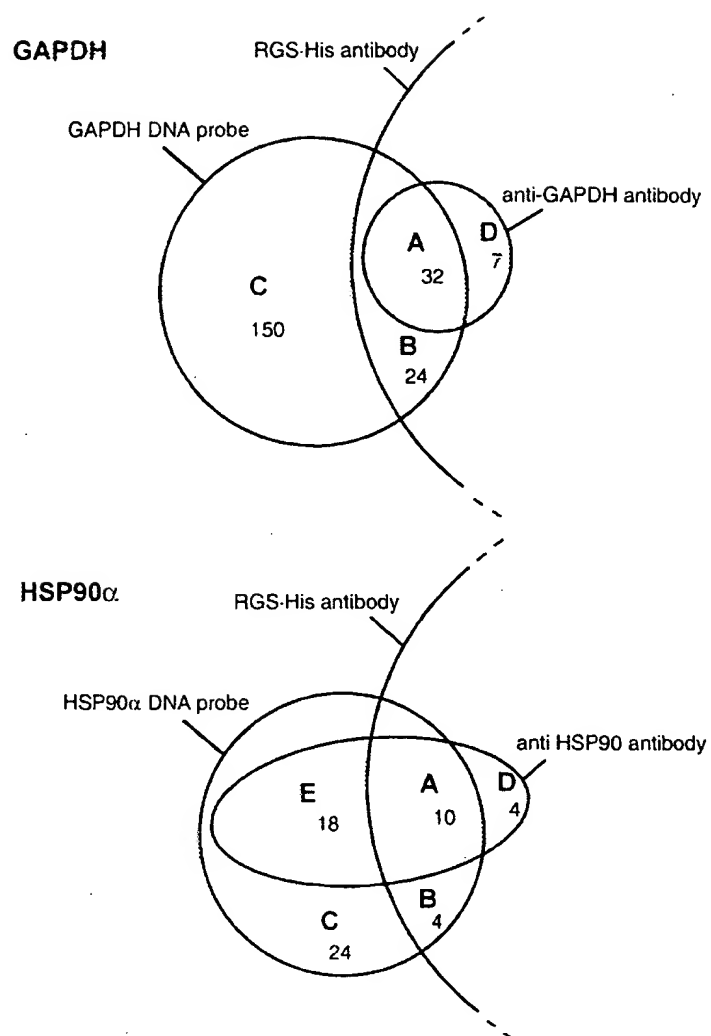 GAPDH
RGS·His antibody
GAPDH DNA probe
anti-GAPDH antibody
A
D
32
7
C
150
B
24
HSP90α
RGS·His antibody
HSP90α DNA probe
anti HSP90 antibody
E
A
D
18
10
4
C
B
24
4